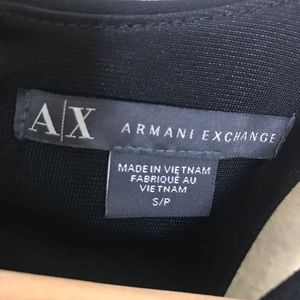 A|X ARMANI EXCHANGE
MADE IN VIETNAM
FABRIQUÉ AU
VIETNAM
S/P